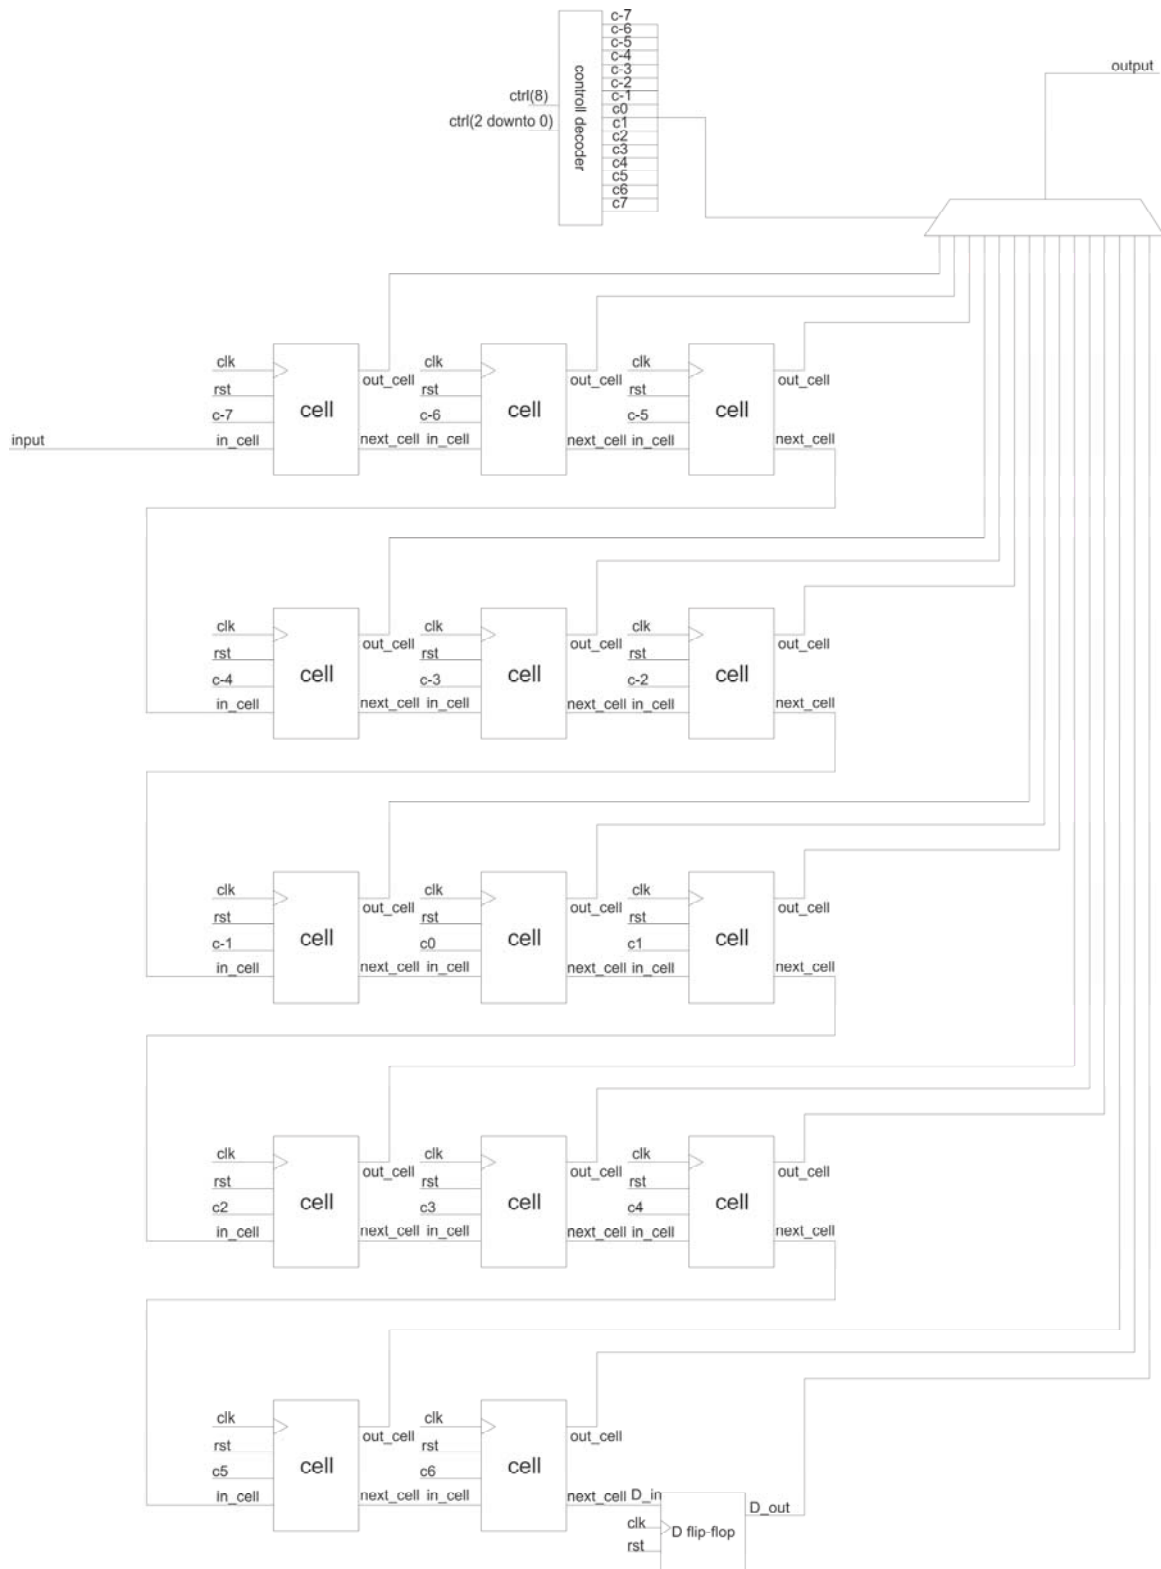 c-7
c-6
c-5
c-4
c-3
c-2
c-1
c0
c1
c2
c3
c4
c5
c6
c7
controll decoder
ctrl(8)
ctrl(2 downto 0)
output
clk clk clk
out_cell out_cell out_cell
rst rst rst
cell cell cell
c-7 c-6 c-5
input in_cell next_cell in_cell next_cell in_cell next_cell
clk clk clk
out_cell out_cell out_cell
rst rst rst
cell cell cell
c-4 c-3 c-2
in_cell next_cell in_cell next_cell in_cell next_cell
clk clk clk
out_cell out_cell out_cell
rst rst rst
cell cell cell
c-1 c0 c1
in_cell next_cell in_cell next_cell in_cell next_cell
clk clk clk
out_cell out_cell out_cell
rst rst rst
cell cell cell
c2 c3 c4
in_cell next_cell in_cell next_cell in_cell next_cell
clk clk
out_cell out_cell
rst rst
cell cell
c5 c6
in_cell next_cell in_cell next_cell D_in
D_out
clk
D flip-flop
rst